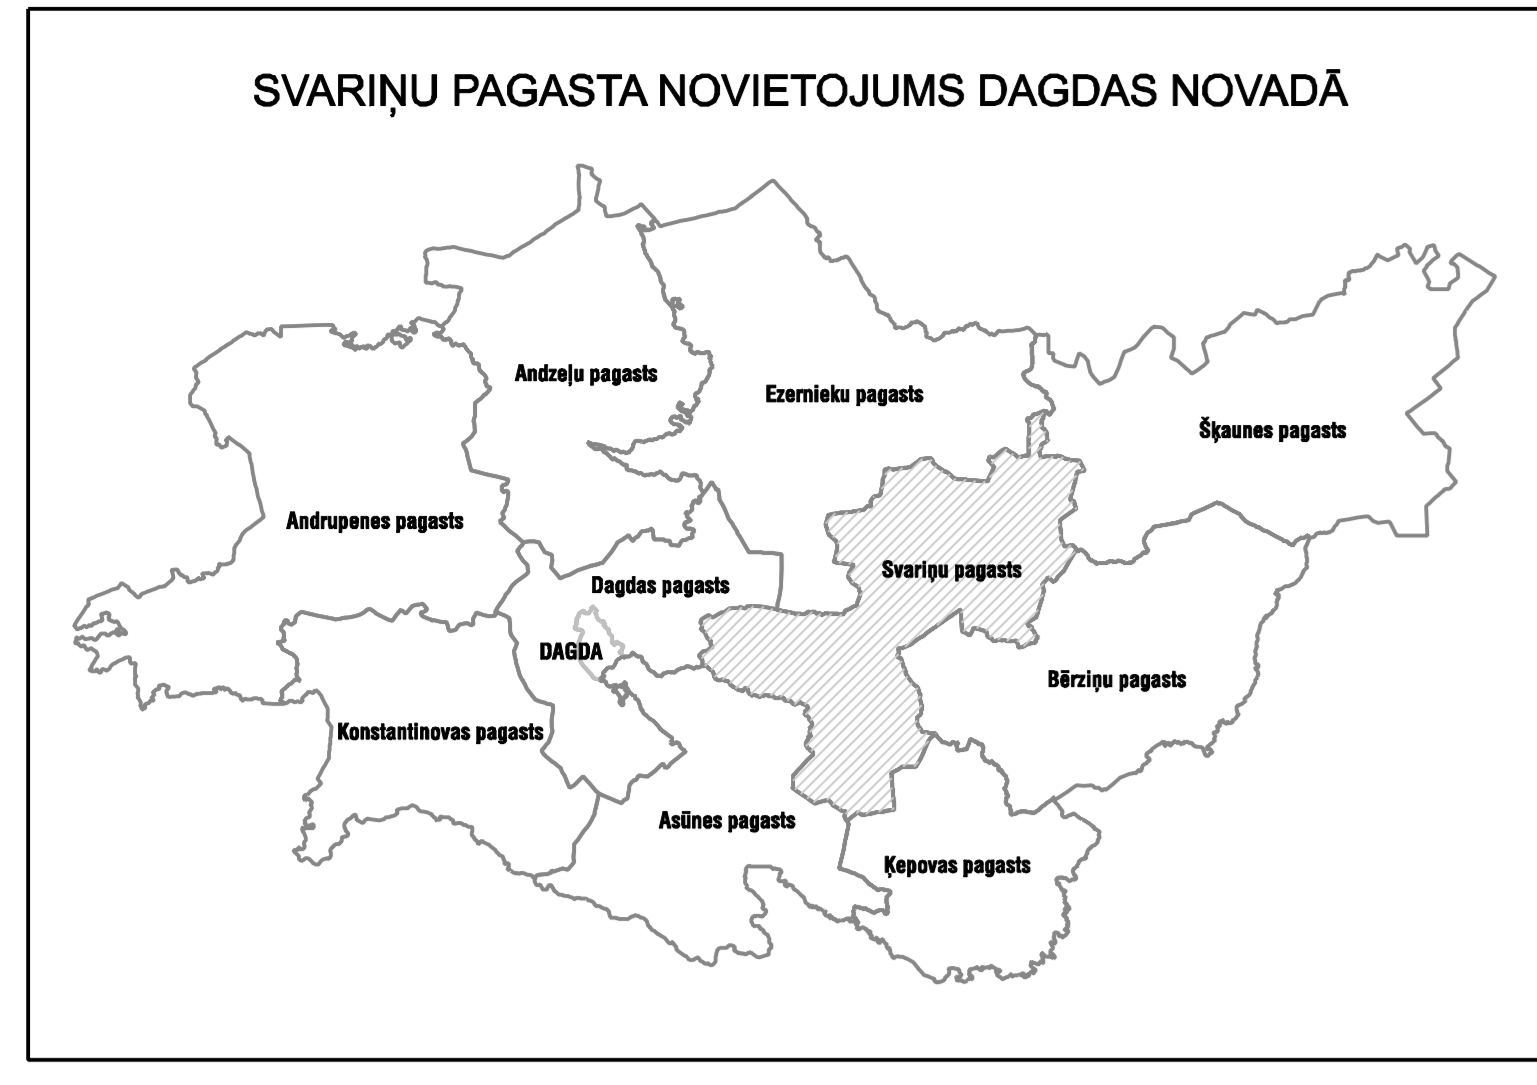 SVARIŅU PAGASTA NOVIETOJUMS DAGDAS NOVADĀ
Andzeļu pagasts
Ezernieku pagasts
Šķaunes pagasts
Andrupenes pagasts
Svariņu pagasts
Dagdas pagasts
DAGDA
Bērziņu pagasts
Konstantinovas pagasts
Asūnes pagasts
Ķepovas pagasts